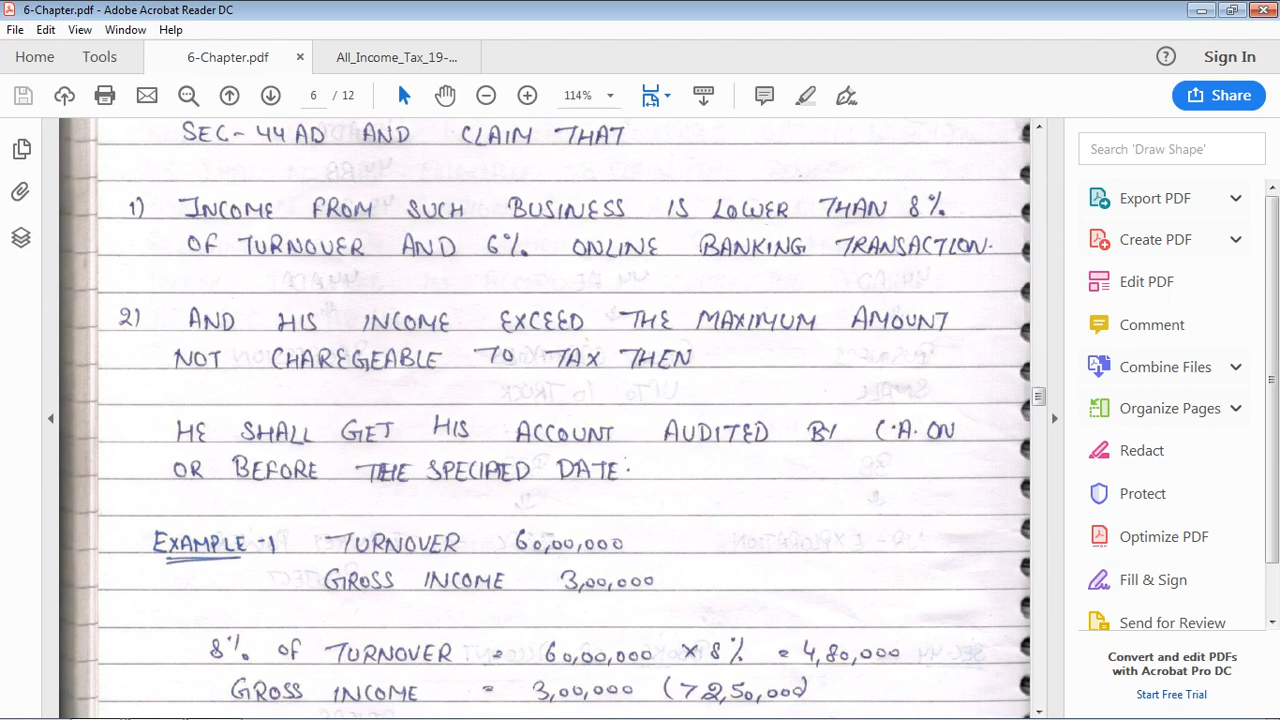 6-Chapter.pdf - Adobe Acrobat Reader DC
File Edit View Window Help
Home Tools 6-Chapter.pdf × All_Income_Tax_19-... Sign In
6 / 12 114% Share
SEC-44AD AND CLAIM THAT
1) INCOME FROM SUCH BUSINESS IS LOWER THAN 8%
OF TURNOVER AND 6% ONLINE BANKING TRANSACTION.
2) AND HIS INCOME EXCEED THE MAXIMUM AMOUNT
NOT CHAREGEABLE TO TAX THEN
HE SHALL GET HIS ACCOUNT AUDITED BY C.A. ON
OR BEFORE THE SPECIFIED DATE.
EXAMPLE-1 TURNOVER 60,00,000
GROSS INCOME 3,00,000
8% OF TURNOVER = 60,00,000 × 8% = 4,80,000
GROSS INCOME = 3,00,000 (>2,50,000)
Search 'Draw Shape'
Export PDF
Create PDF
Edit PDF
Comment
Combine Files
Organize Pages
Redact
Protect
Optimize PDF
Fill & Sign
Send for Review
Convert and edit PDFs
with Acrobat Pro DC
Start Free Trial